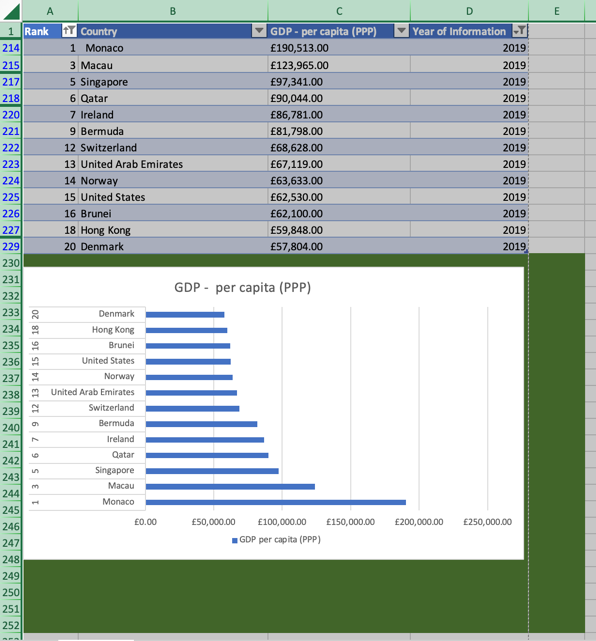 A B C D E
1 Rank Country GDP - per capita (PPP) Year of Information
214 1 Monaco £190,513.00 2019
215 3 Macau £123,965.00 2019
217 5 Singapore £97,341.00 2019
218 6 Qatar £90,044.00 2019
220 7 Ireland £86,781.00 2019
221 9 Bermuda £81,798.00 2019
222 12 Switzerland £68,628.00 2019
223 13 United Arab Emirates £67,119.00 2019
224 14 Norway £63,633.00 2019
225 15 United States £62,530.00 2019
226 16 Brunei £62,100.00 2019
227 18 Hong Kong £59,848.00 2019
229 20 Denmark £57,804.00 2019
230
231
GDP - per capita (PPP)
232
233 20 Denmark
234 18 Hong Kong
235 16 Brunei
236 15 United States
237 14 Norway
238 13 United Arab Emirates
239 12 Switzerland
240 9 Bermuda
241 7 Ireland
242 6 Qatar
243 5 Singapore
244 3 Macau
245 1 Monaco
246 £0.00 £50,000.00 £100,000.00 £150,000.00 £200,000.00 £250,000.00
247 GDP per capita (PPP)
248
249
250
251
252